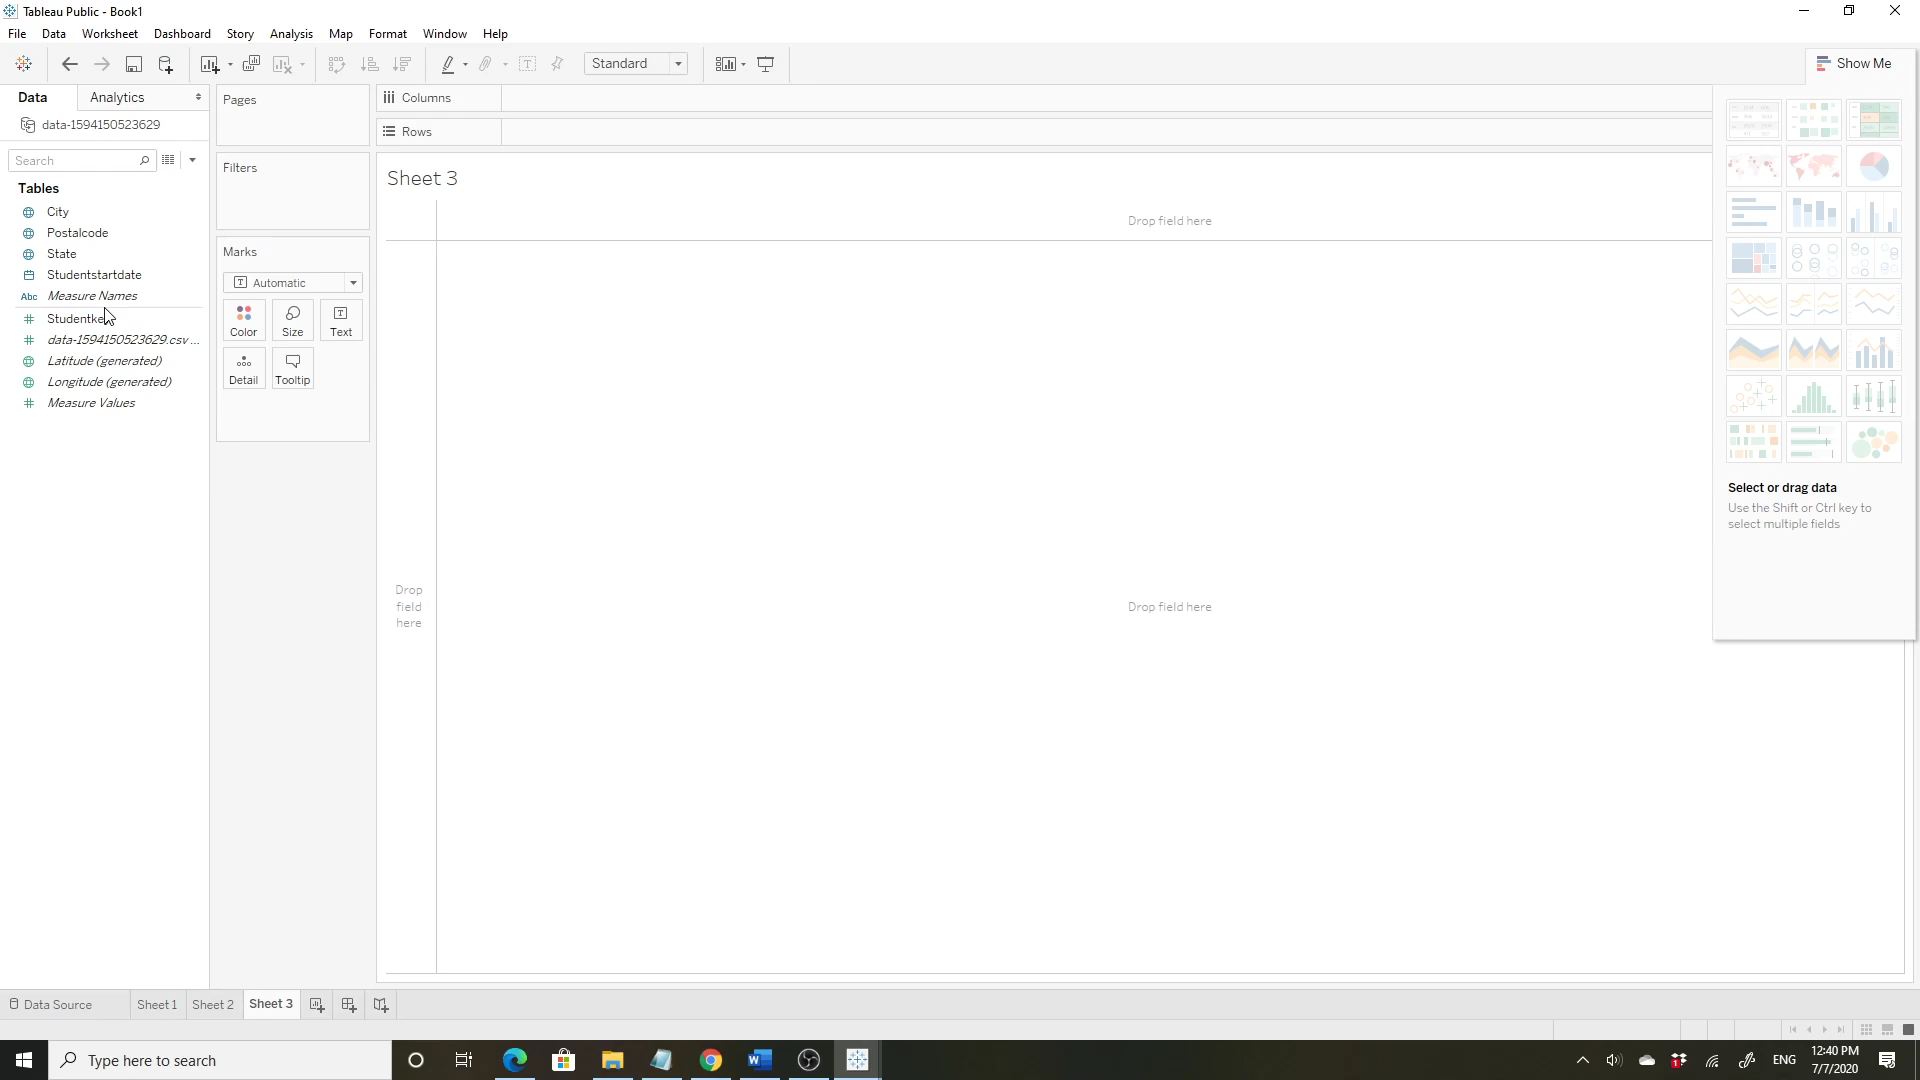 Tableau Public - Book1
File Data Worksheet Dashboard Story Analysis Map Format Window Help
Standard
Show Me
Data Analytics
data-1594150523629
Search
Tables
City
Postalcode
State
Studentstartdate
Abc Measure Names
Studentke
data-1594150523629.csv ...
Latitude (generated)
Longitude (generated)
Measure Values
Pages
Filters
Marks
Automatic
Color Size Text
Detail Tooltip
Columns
Rows
Sheet 3
Drop field here
Drop
field
here
Drop field here
Select or drag data
Use the Shift or Ctrl key to
select multiple fields
Data Source Sheet 1 Sheet 2 Sheet 3
Type here to search
ENG
12:40 PM
7/7/2020